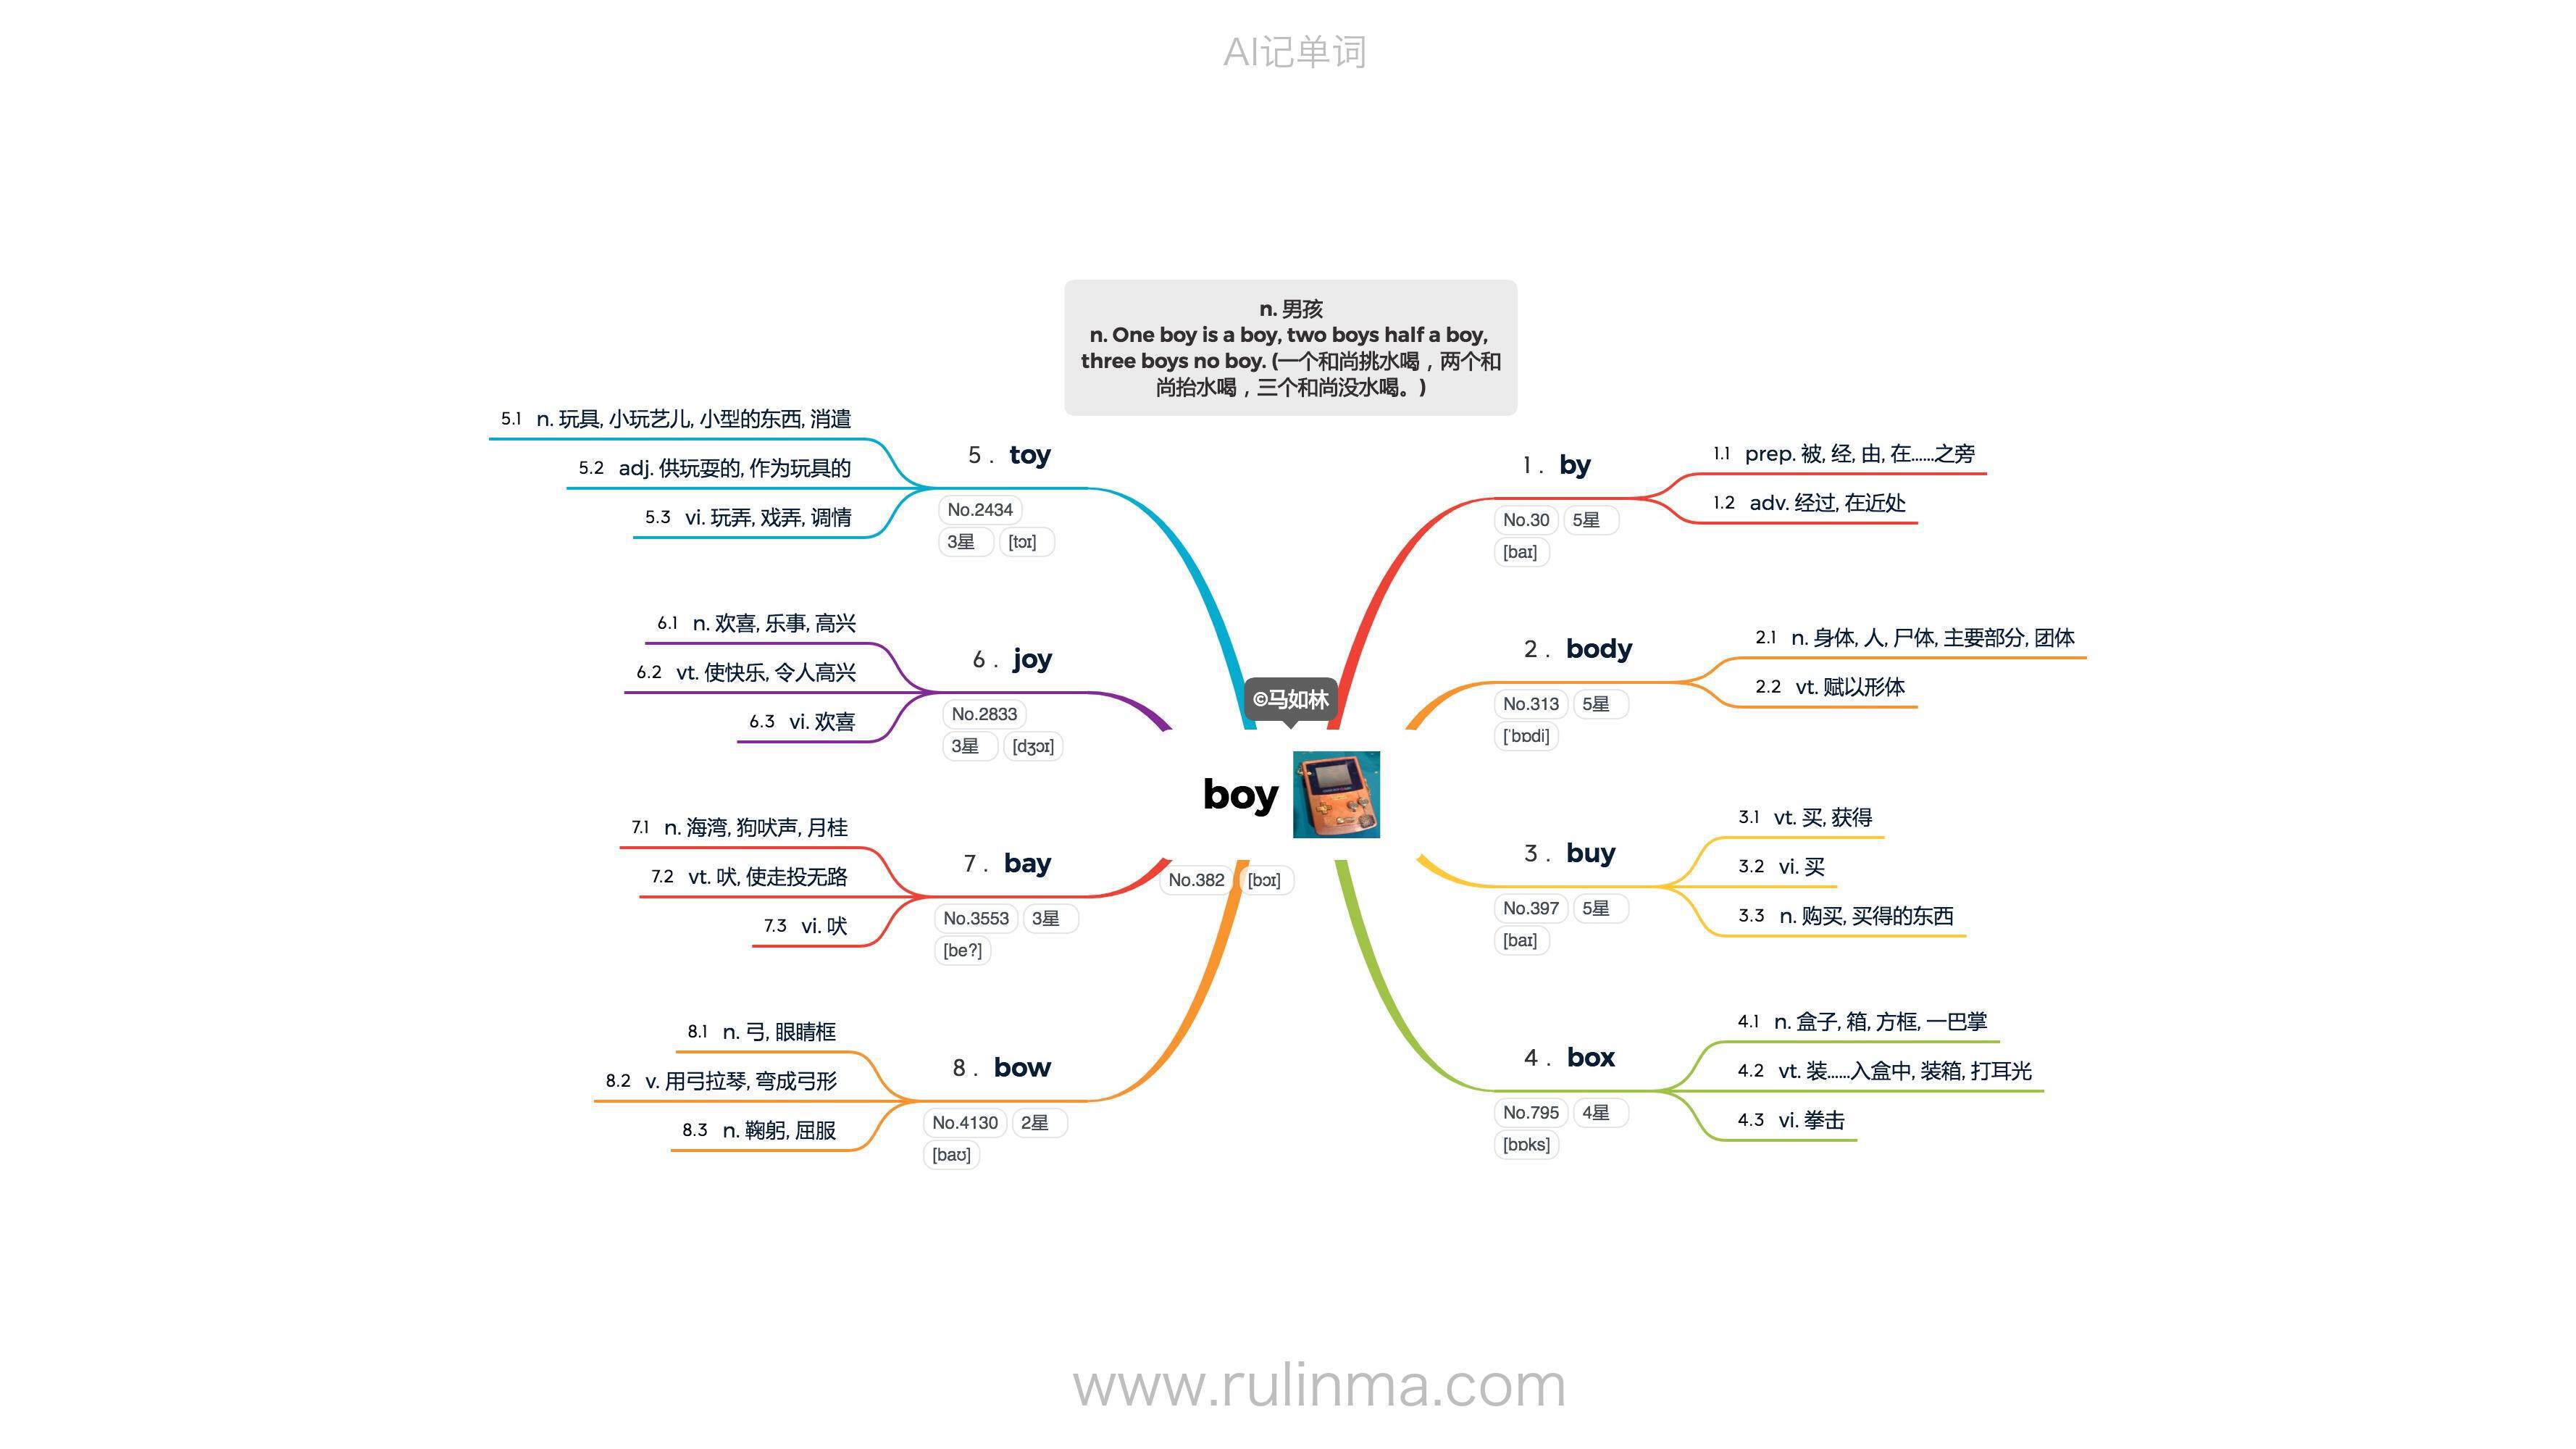 AI记单词
n. 男孩
n. One boy is a boy, two boys half a boy,
three boys no boy. (一个和尚挑水喝，两个和
尚抬水喝，三个和尚没水喝。)
©马如林
boy
No.382 [bɔɪ]
1 . by
No.30 5星
[baɪ]
1.1 prep. 被, 经, 由, 在……之旁
1.2 adv. 经过, 在近处
2 . body
No.313 5星
['bɒdi]
2.1 n. 身体, 人, 尸体, 主要部分, 团体
2.2 vt. 赋以形体
3 . buy
No.397 5星
[baɪ]
3.1 vt. 买, 获得
3.2 vi. 买
3.3 n. 购买, 买得的东西
4 . box
No.795 4星
[bɒks]
4.1 n. 盒子, 箱, 方框, 一巴掌
4.2 vt. 装……入盒中, 装箱, 打耳光
4.3 vi. 拳击
5 . toy
No.2434
3星 [tɔɪ]
5.1 n. 玩具, 小玩艺儿, 小型的东西, 消遣
5.2 adj. 供玩耍的, 作为玩具的
5.3 vi. 玩弄, 戏弄, 调情
6 . joy
No.2833
3星 [dʒɔɪ]
6.1 n. 欢喜, 乐事, 高兴
6.2 vt. 使快乐, 令人高兴
6.3 vi. 欢喜
7 . bay
No.3553 3星
[be?]
7.1 n. 海湾, 狗吠声, 月桂
7.2 vt. 吠, 使走投无路
7.3 vi. 吠
8 . bow
No.4130 2星
[baʊ]
8.1 n. 弓, 眼睛框
8.2 v. 用弓拉琴, 弯成弓形
8.3 n. 鞠躬, 屈服
www.rulinma.com